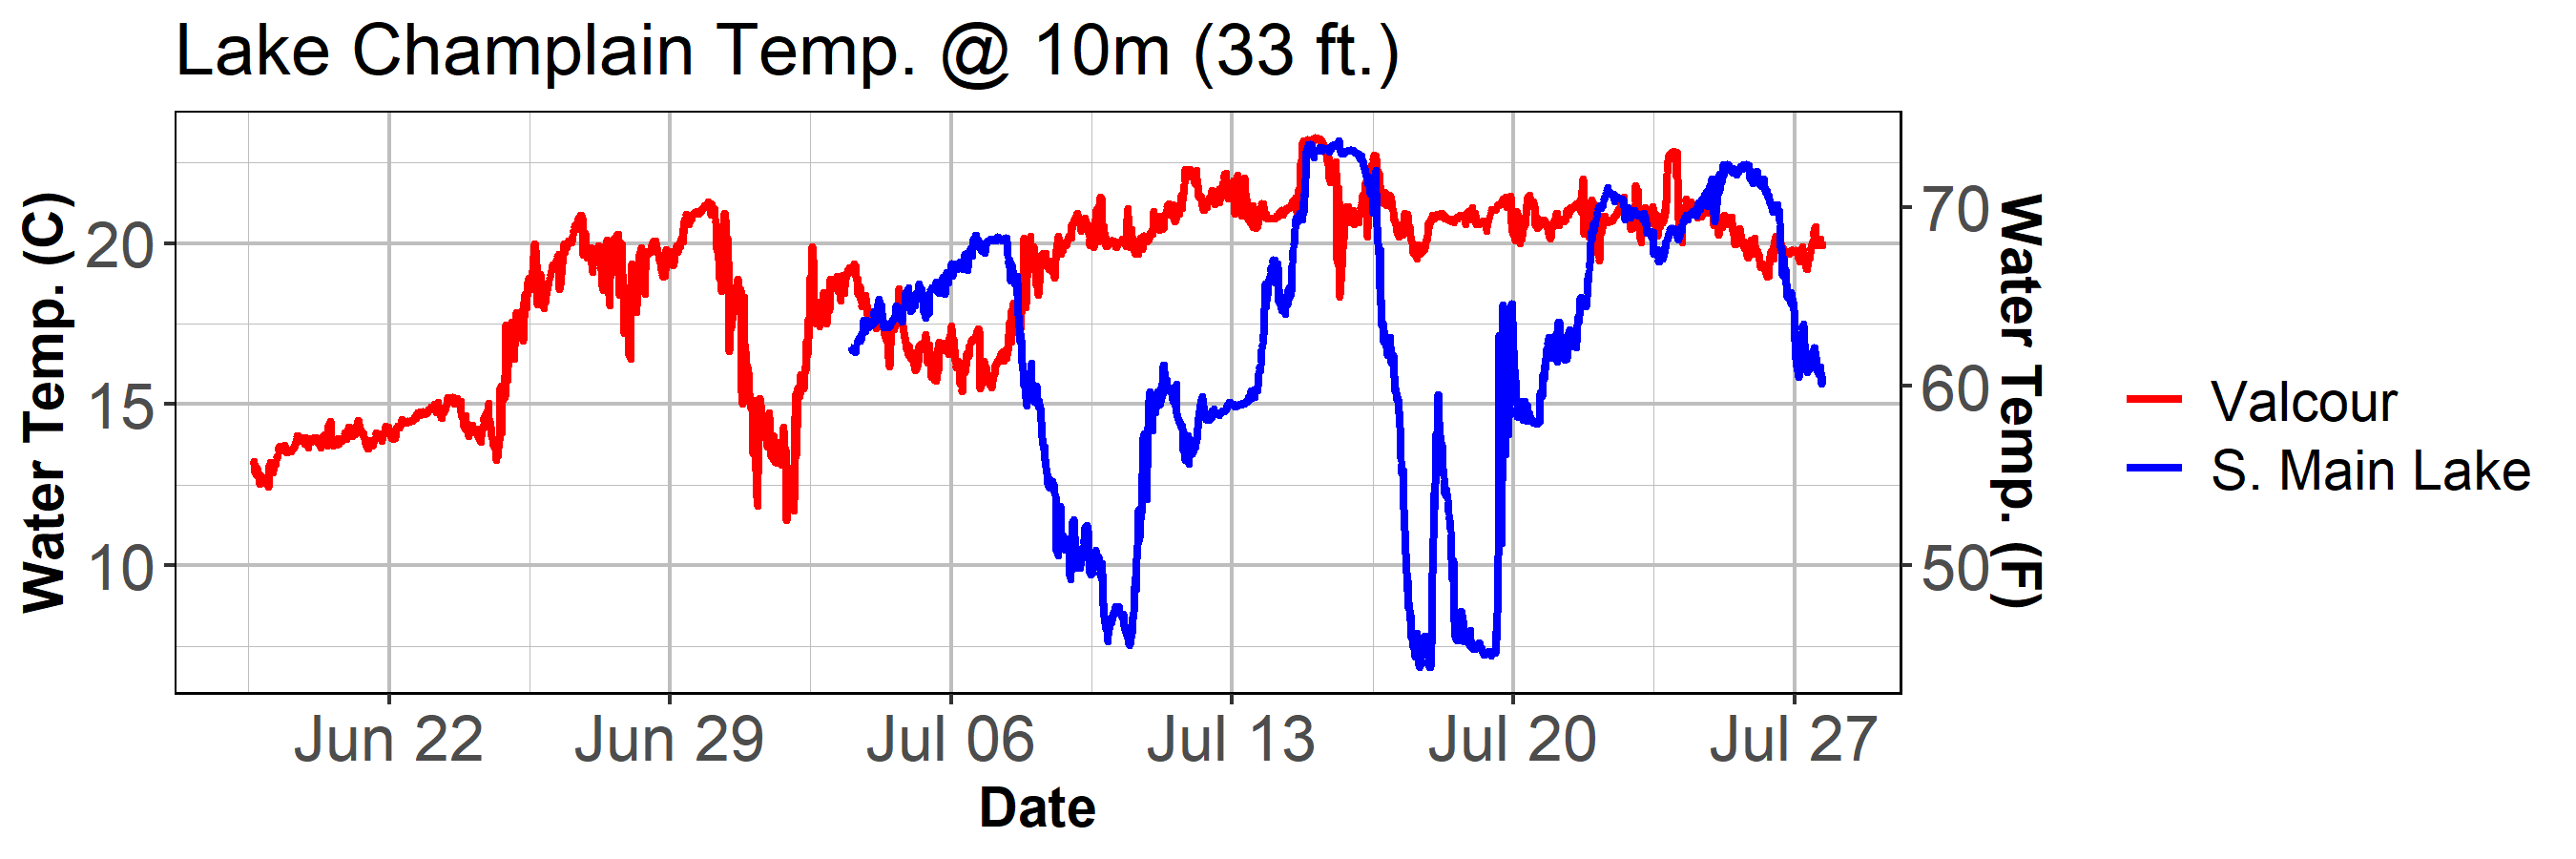 Lake Champlain Temp. @ 10m (33 ft.)
Water Temp. (C)
20
15
10
70
60
50
Water Temp. (F)
Jun 22
Jun 29
Jul 06
Jul 13
Jul 20
Jul 27
Date
Valcour
S. Main Lake